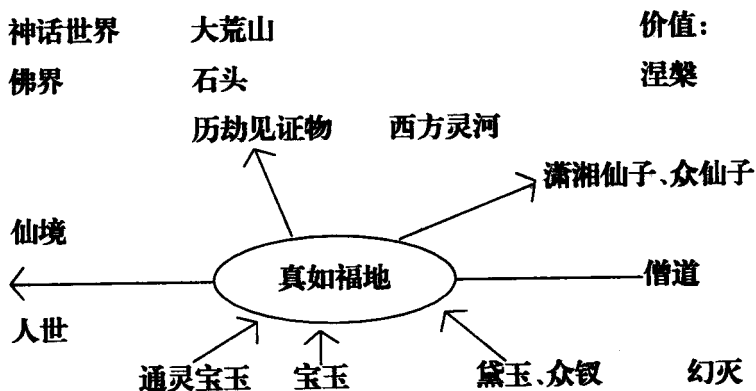 神话世界 大荒山 价值：
佛界 石头 涅槃
历劫见证物 西方灵河
潇湘仙子、众仙子
仙境
真如福地 僧道
人世
通灵宝玉 宝玉 黛玉、众钗 幻灭